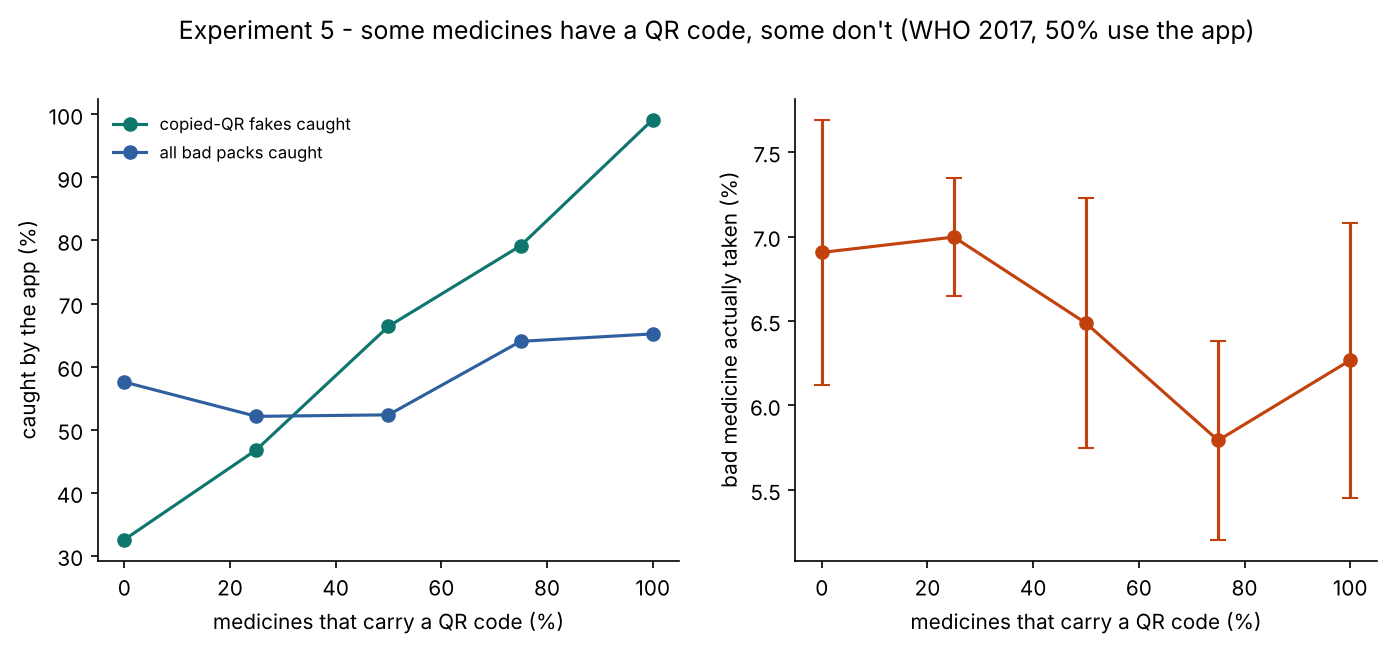 Experiment 5 - some medicines have a QR code, some don't (WHO 2017, 50% use the app)
copied-QR fakes caught
all bad packs caught
caught by the app (%)
100
90
80
70
60
50
40
30
0 20 40 60 80 100
medicines that carry a QR code (%)
bad medicine actually taken (%)
7.5
7.0
6.5
6.0
5.5
0 20 40 60 80 100
medicines that carry a QR code (%)